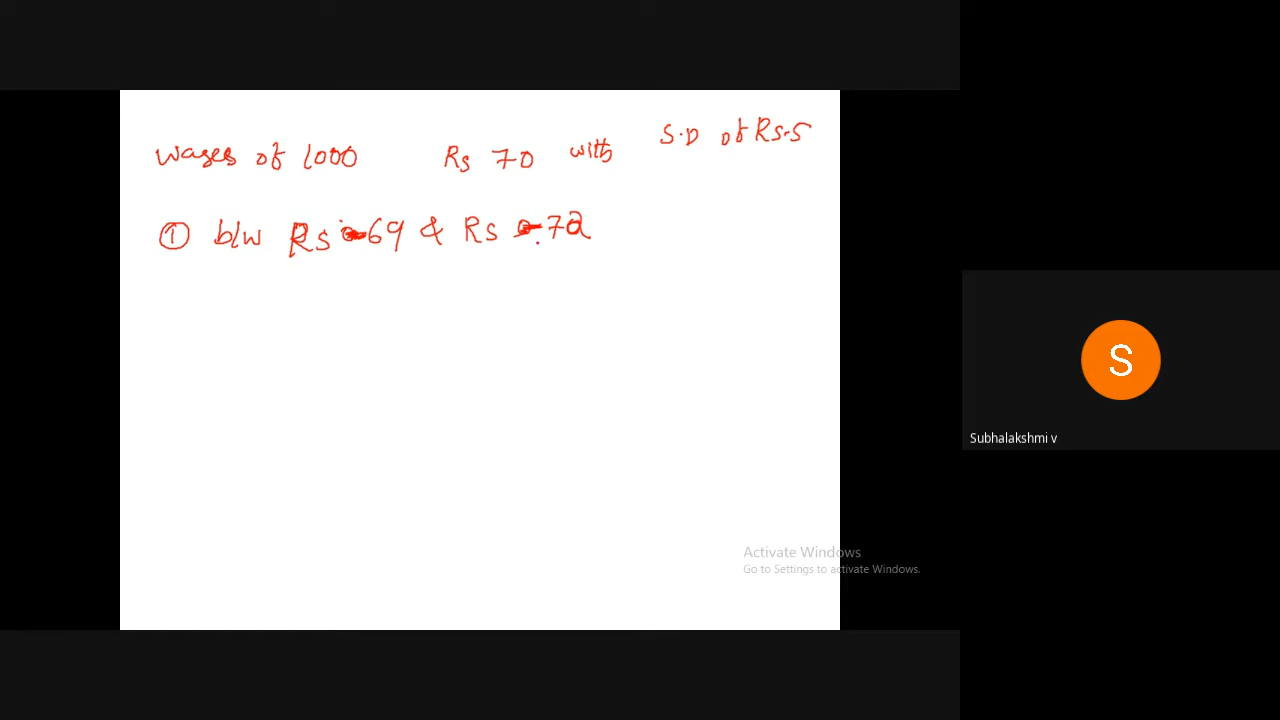 Wages of 1000 Rs 70 with S.D of Rs.5
① b/w Rs 69 & Rs 72
S
Subhalakshmi v
Activate Windows
Go to Settings to activate Windows.